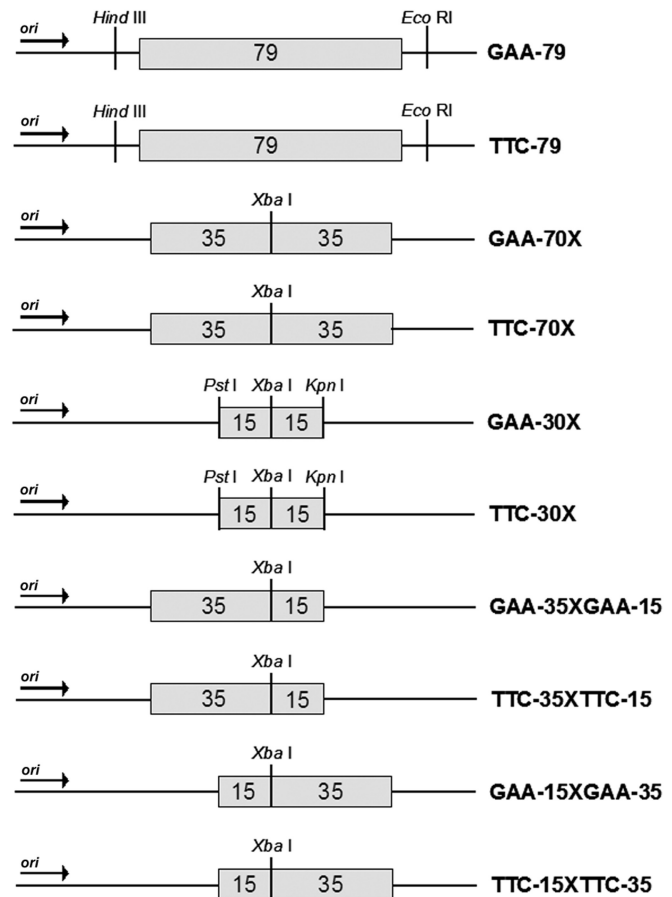 ori Hind III Eco RI
79 GAA-79
ori Hind III Eco RI
79 TTC-79
ori Xba I
35 35 GAA-70X
ori Xba I
35 35 TTC-70X
ori Pst I Xba I Kpn I
15 15 GAA-30X
ori Pst I Xba I Kpn I
15 15 TTC-30X
ori Xba I
35 15 GAA-35XGAA-15
ori Xba I
35 15 TTC-35XTTC-15
ori Xba I
15 35 GAA-15XGAA-35
ori Xba I
15 35 TTC-15XTTC-35